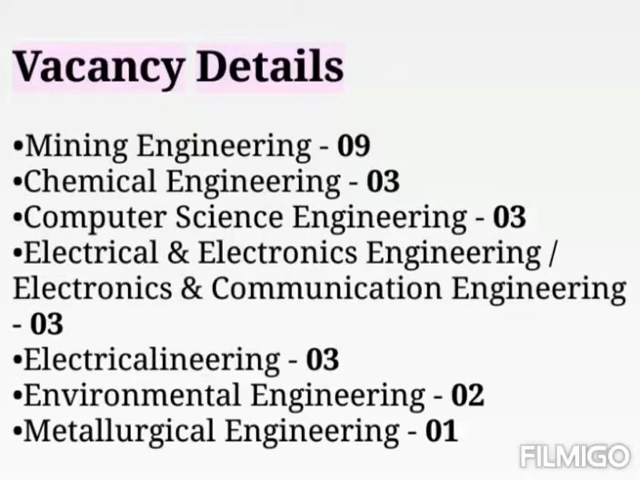 Vacancy Details
•Mining Engineering - 09
•Chemical Engineering - 03
•Computer Science Engineering - 03
•Electrical & Electronics Engineering /
Electronics & Communication Engineering
- 03
•Electricalineering - 03
•Environmental Engineering - 02
•Metallurgical Engineering - 01
FILMIGO